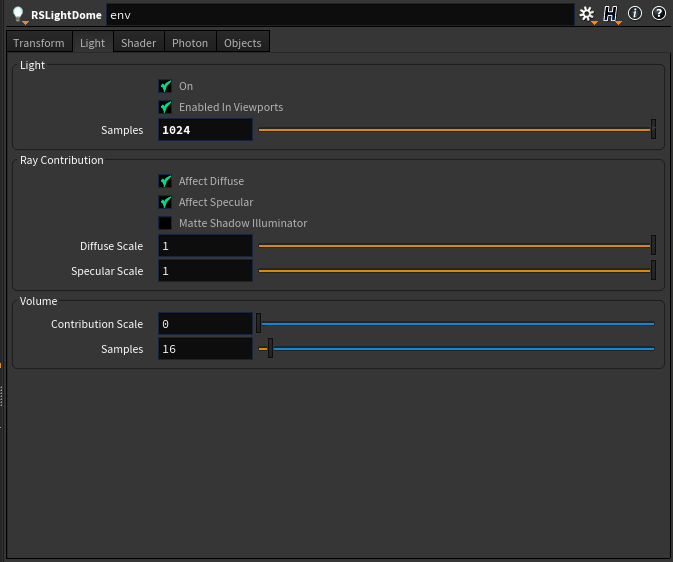 RSLightDome env
Transform Light Shader Photon Objects
Light
On
Enabled In Viewports
Samples 1024
Ray Contribution
Affect Diffuse
Affect Specular
Matte Shadow Illuminator
Diffuse Scale 1
Specular Scale 1
Volume
Contribution Scale 0
Samples 16